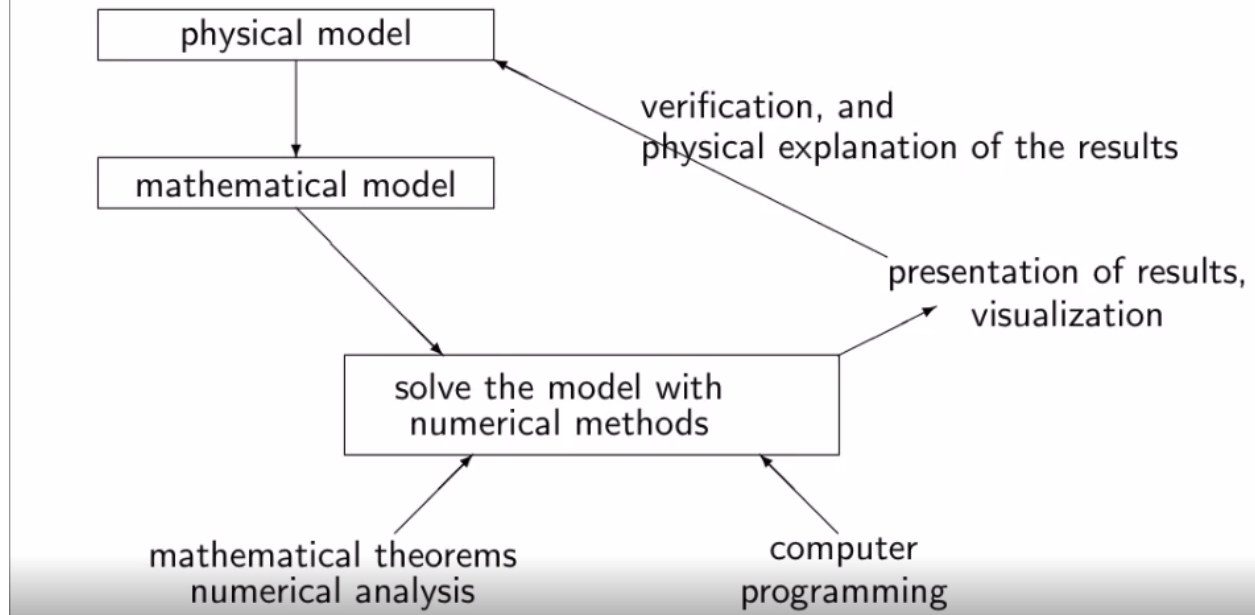 physical model
verification, and
physical explanation of the results
mathematical model
presentation of results,
visualization
solve the model with
numerical methods
mathematical theorems
numerical analysis
computer
programming